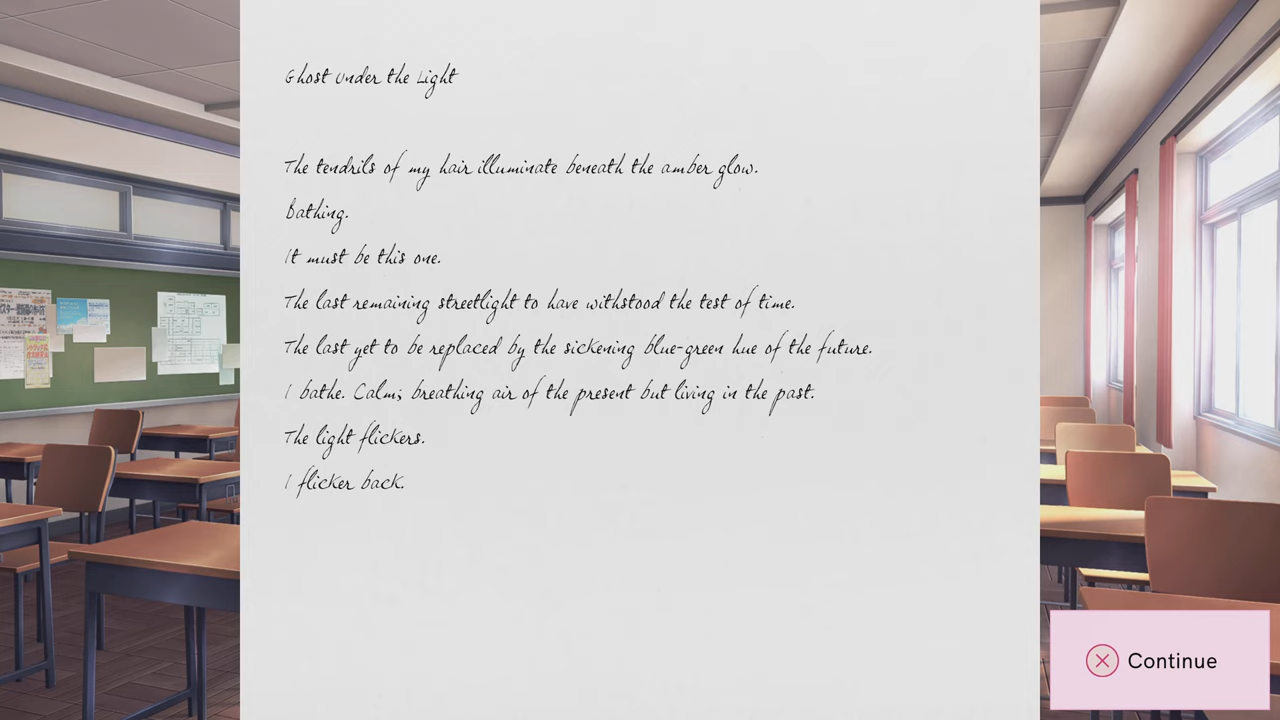 Ghost Under the Light
The tendrils of my hair illuminate beneath the amber glow.
Bathing.
It must be this one.
The last remaining streetlight to have withstood the test of time.
The last yet to be replaced by the sickening blue-green hue of the future.
I bathe. Calm; breathing air of the present but living in the past.
The light flickers.
I flicker back.
Continue